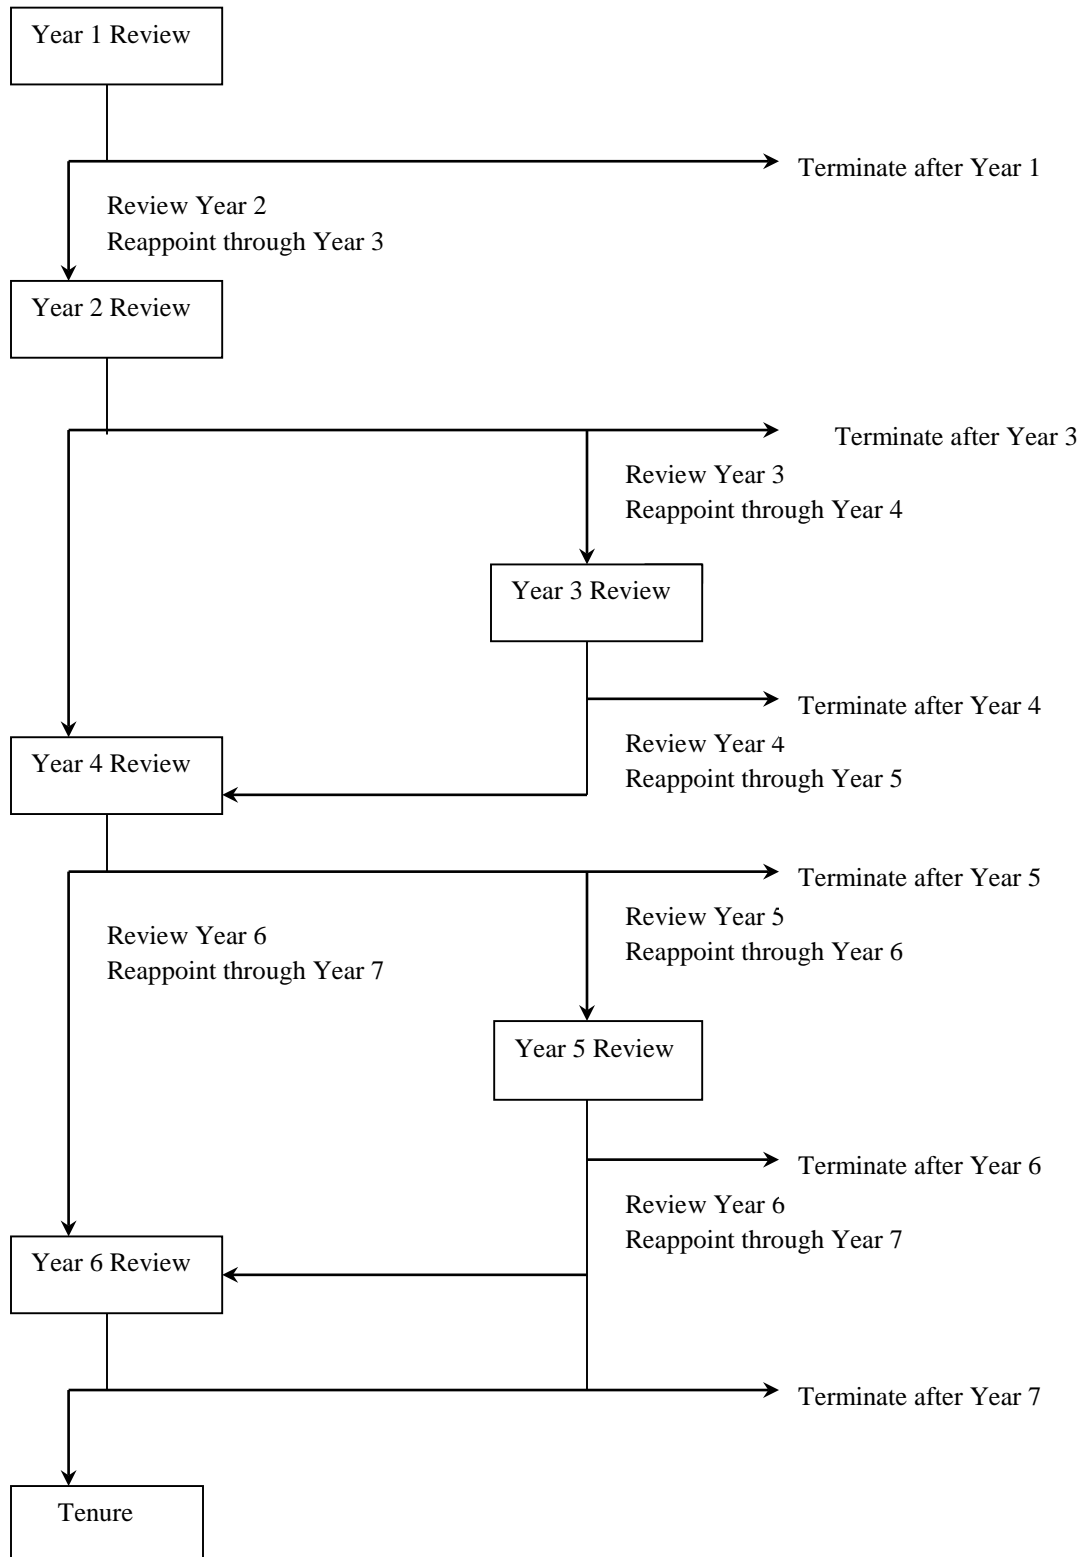 Year 1 Review
Terminate after Year 1
Review Year 2
Reappoint through Year 3
Year 2 Review
Terminate after Year 3
Review Year 3
Reappoint through Year 4
Year 3 Review
Terminate after Year 4
Year 4 Review
Review Year 4
Reappoint through Year 5
Terminate after Year 5
Review Year 6
Reappoint through Year 7
Review Year 5
Reappoint through Year 6
Year 5 Review
Terminate after Year 6
Review Year 6
Reappoint through Year 7
Year 6 Review
Terminate after Year 7
Tenure